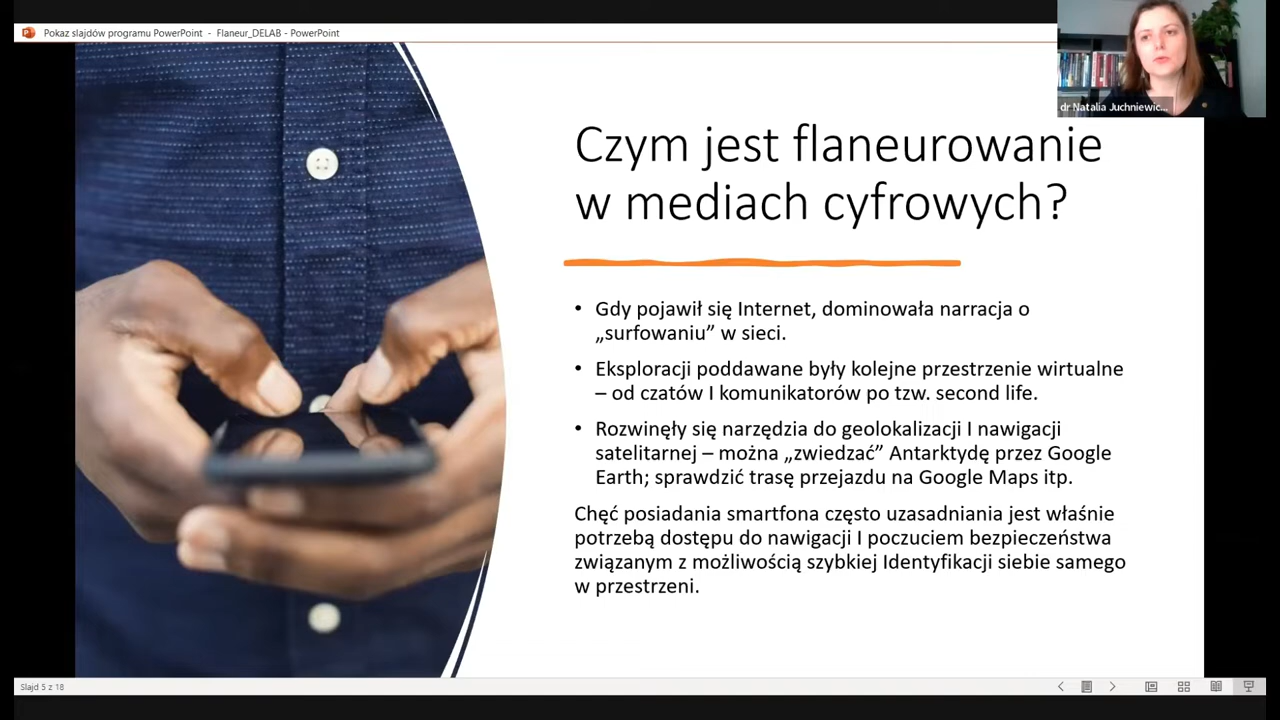 Pokaz slajdów programu PowerPoint - Flaneur_DELAB - PowerPoint
dr Natalia Juchniewic...
Czym jest flaneurowanie
w mediach cyfrowych?
• Gdy pojawił się Internet, dominowała narracja o
„surfowaniu” w sieci.
• Eksploracji poddawane były kolejne przestrzenie wirtualne
– od czatów I komunikatorów po tzw. second life.
• Rozwinęły się narzędzia do geolokalizacji I nawigacji
satelitarnej – można „zwiedzać” Antarktydę przez Google
Earth; sprawdzić trasę przejazdu na Google Maps itp.
Chęć posiadania smartfona często uzasadniania jest właśnie
potrzebą dostępu do nawigacji I poczuciem bezpieczeństwa
związanym z możliwością szybkiej Identyfikacji siebie samego
w przestrzeni.
Slajd 5 z 18